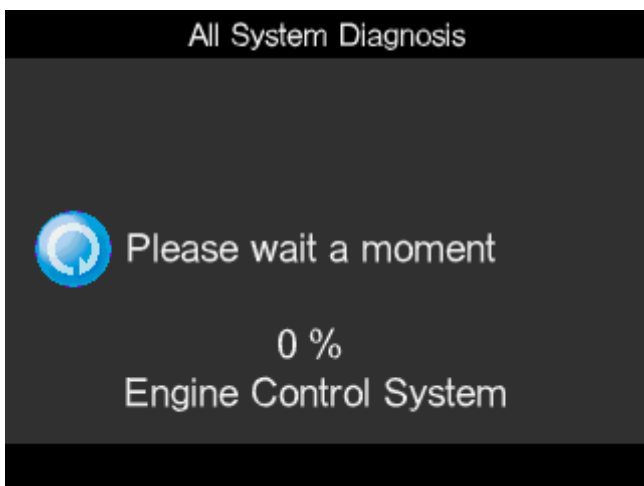 All System Diagnosis
Please wait a moment
0 %
Engine Control System